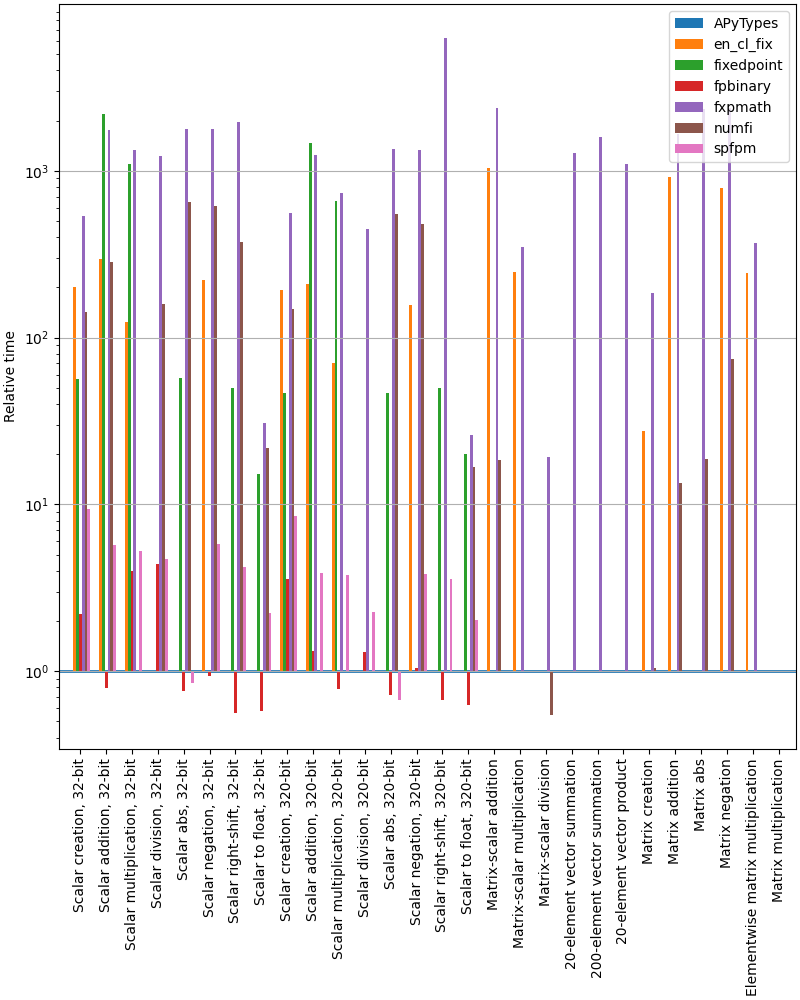 APyTypes
en_cl_fix
fixedpoint
fpbinary
fxpmath
numfi
spfpm
Relative time
10³
10²
10¹
10⁰
Scalar creation, 32-bit
Scalar addition, 32-bit
Scalar multiplication, 32-bit
Scalar division, 32-bit
Scalar abs, 32-bit
Scalar negation, 32-bit
Scalar right-shift, 32-bit
Scalar to float, 32-bit
Scalar creation, 320-bit
Scalar addition, 320-bit
Scalar multiplication, 320-bit
Scalar division, 320-bit
Scalar abs, 320-bit
Scalar negation, 320-bit
Scalar right-shift, 320-bit
Scalar to float, 320-bit
Matrix-scalar addition
Matrix-scalar multiplication
Matrix-scalar division
20-element vector summation
200-element vector summation
20-element vector product
Matrix creation
Matrix addition
Matrix abs
Matrix negation
Elementwise matrix multiplication
Matrix multiplication